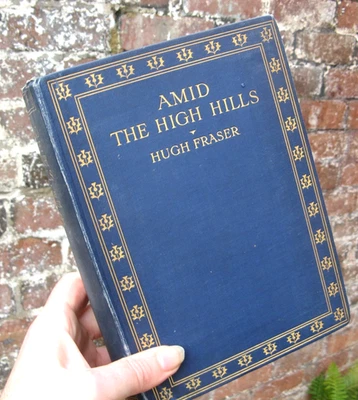 AMID
THE HIGH HILLS
HUGH FRASER